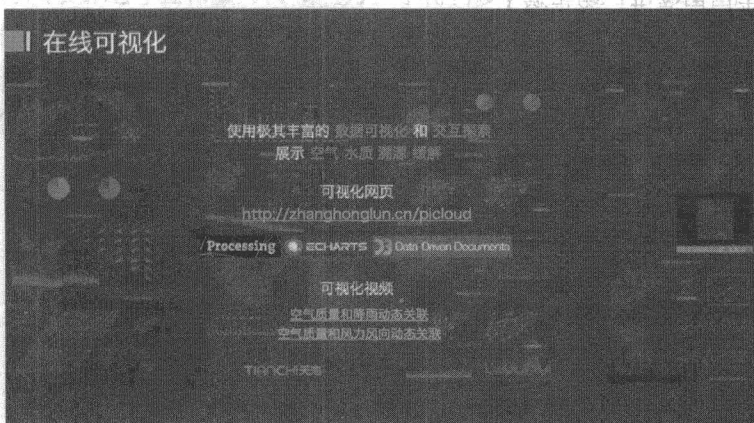 在线可视化
使用极其丰富的 数据可视化 和 交互探索
展示 空气 水质 溯源 缓解
可视化网页
http://zhanghonglun.cn/picloud
Processing ECHARTS Data-Driven Documents
可视化视频
空气质量和降雨动态关联
空气质量和风力风向动态关联
TIANCHI天池